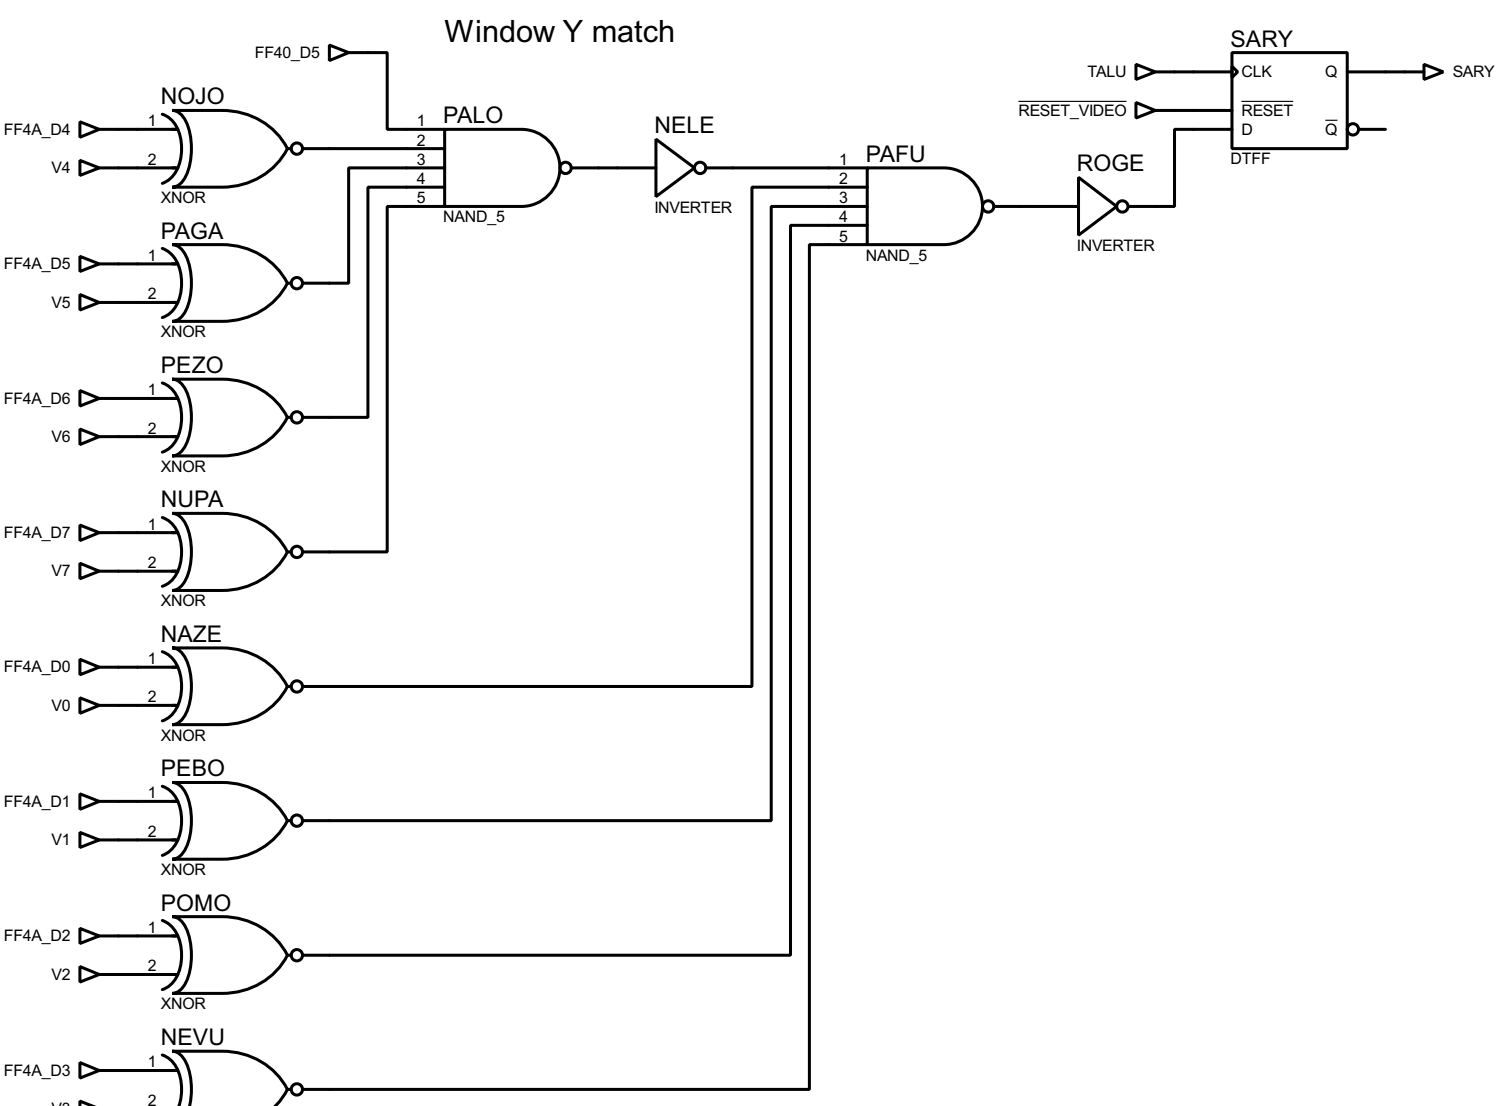 Window Y match
FF40_D5
NOJO
FF4A_D4
1
V4
2
XNOR
PAGA
FF4A_D5
1
V5
2
XNOR
PEZO
FF4A_D6
1
V6
2
XNOR
NUPA
FF4A_D7
1
V7
2
XNOR
NAZE
FF4A_D0
1
V0
2
XNOR
PEBO
FF4A_D1
1
V1
2
XNOR
POMO
FF4A_D2
1
V2
2
XNOR
NEVU
FF4A_D3
1
2
PALO
1
2
3
4
5
NAND_5
NELE
INVERTER
PAFU
1
2
3
4
5
NAND_5
ROGE
INVERTER
SARY
TALU
CLK
Q
SARY
RESET_VIDEO
RESET
D
Q
DTFF